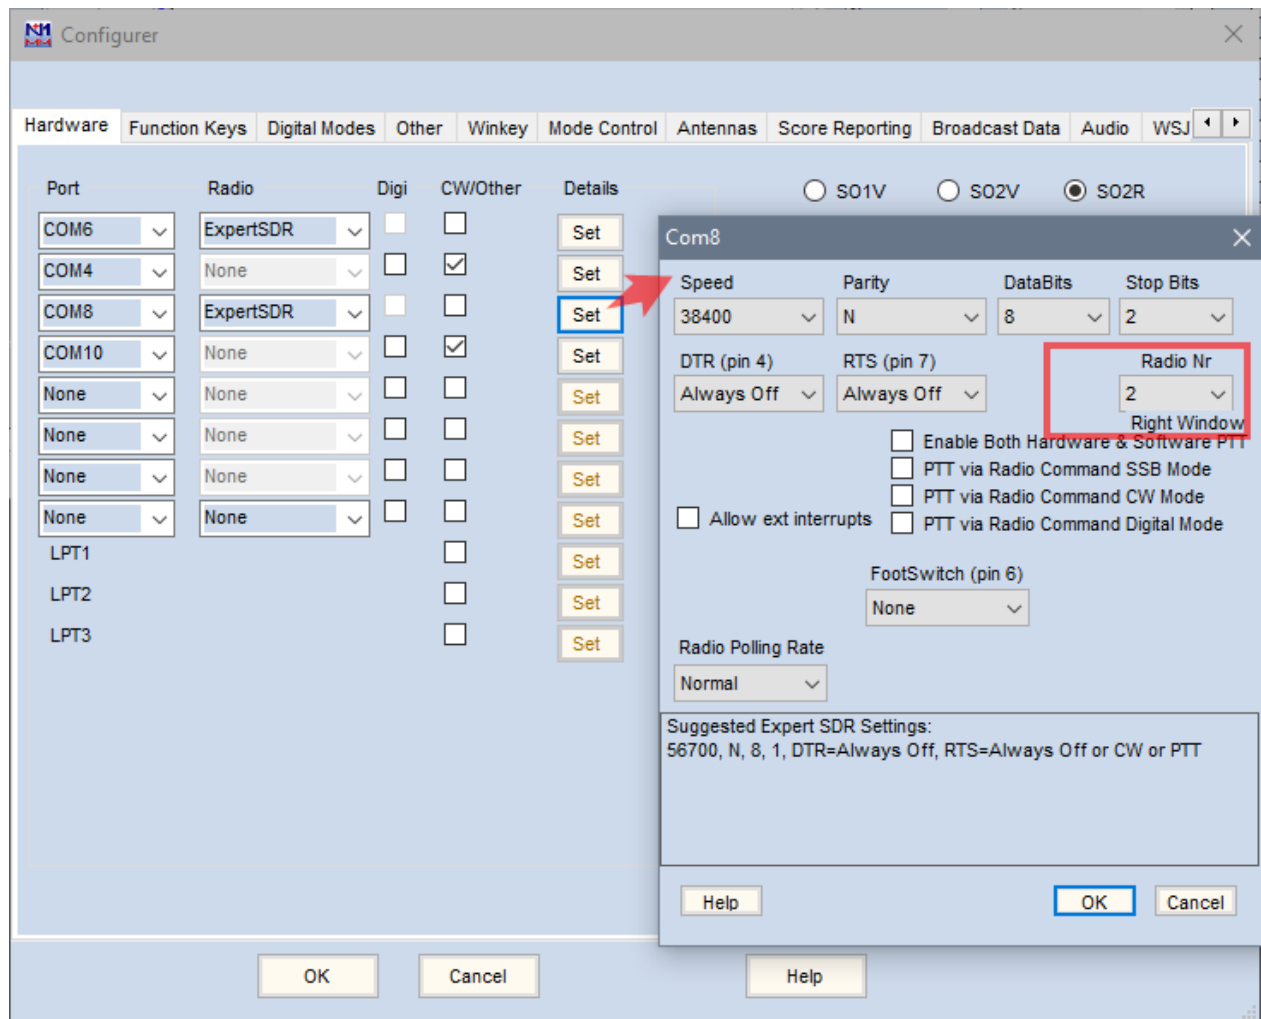 N1
MM
Configurer
Hardware Function Keys Digital Modes Other Winkey Mode Control Antennas Score Reporting Broadcast Data Audio WSJ
Port Radio Digi CW/Other Details
SO1V SO2V SO2R
COM6 ExpertSDR Set
COM4 None Set
COM8 ExpertSDR Set
COM10 None Set
None None Set
None None Set
None None Set
None None Set
LPT1 Set
LPT2 Set
LPT3 Set
OK Cancel Help
Com8
Speed Parity DataBits Stop Bits
38400 N 8 2
DTR (pin 4) RTS (pin 7) Radio Nr
Always Off Always Off 2
Right Window
Enable Both Hardware & Software PTT
PTT via Radio Command SSB Mode
PTT via Radio Command CW Mode
Allow ext interrupts PTT via Radio Command Digital Mode
FootSwitch (pin 6)
None
Radio Polling Rate
Normal
Suggested Expert SDR Settings:
56700, N, 8, 1, DTR=Always Off, RTS=Always Off or CW or PTT
Help OK Cancel